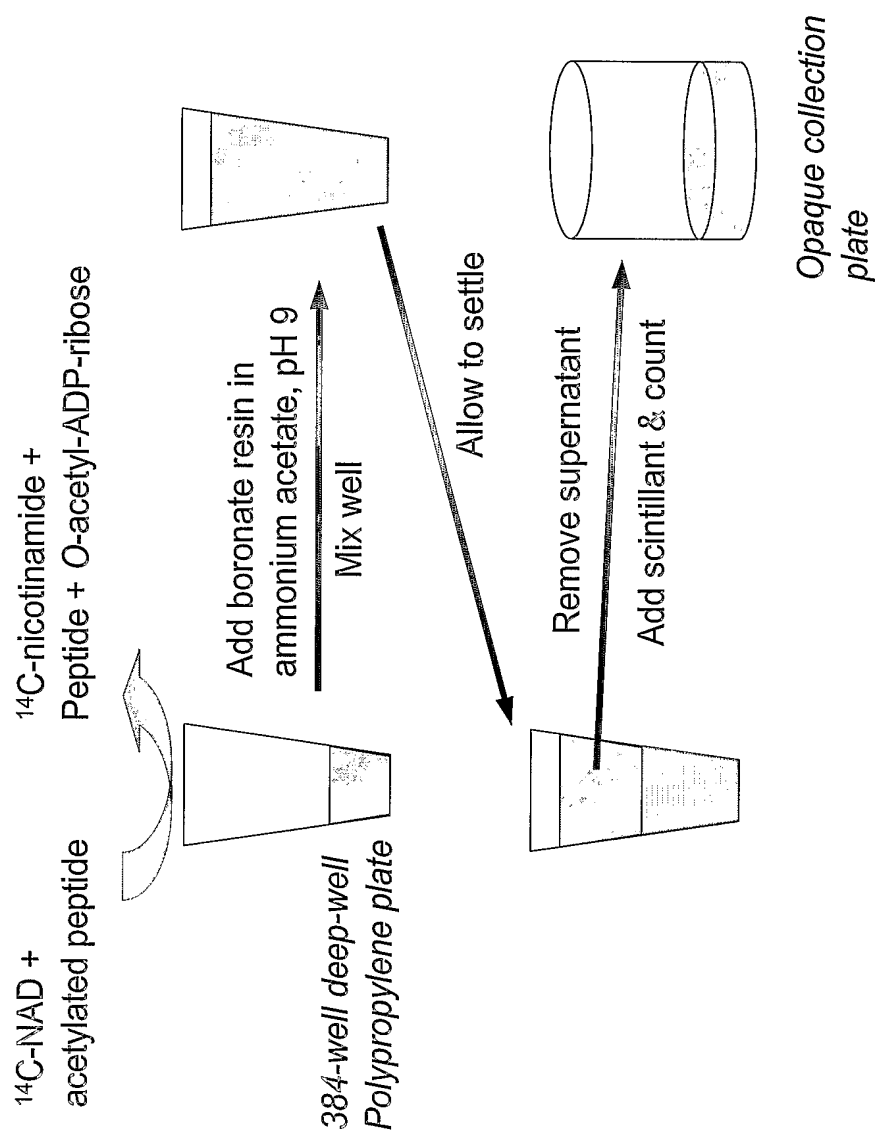 ¹⁴C-NAD +
acetylated peptide
¹⁴C-nicotinamide +
Peptide + O-acetyl-ADP-ribose
384-well deep-well
Polypropylene plate
Add boronate resin in
ammonium acetate, pH 9
Mix well
Allow to settle
Remove supernatant
Add scintillant & count
Opaque collection
plate